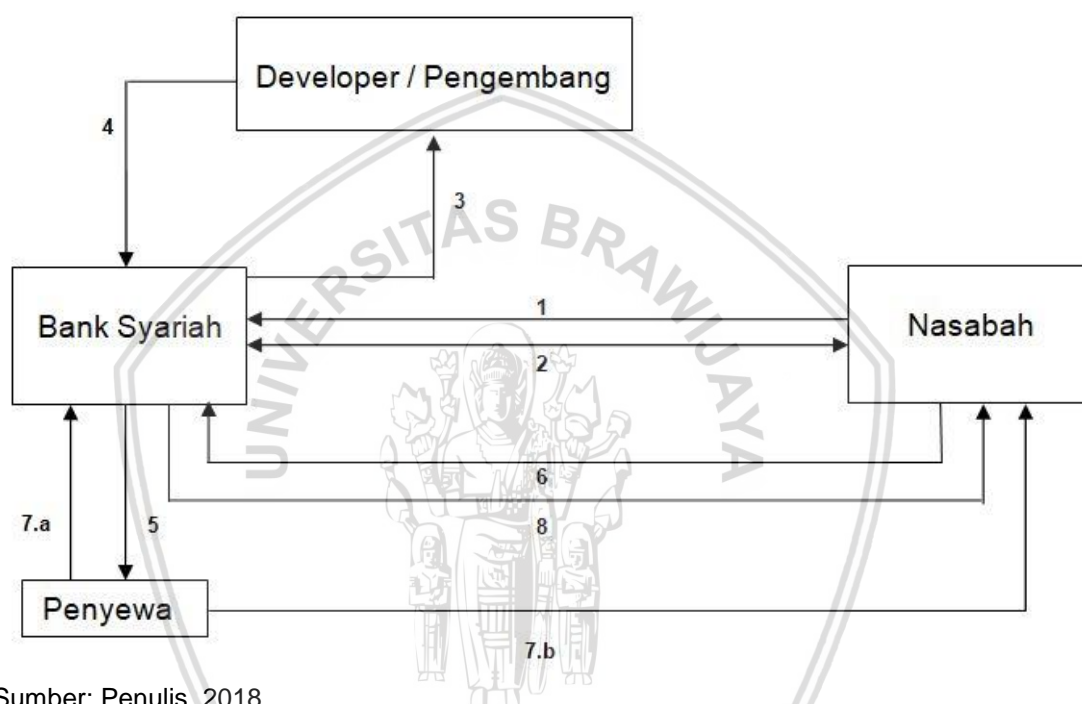 Developer / Pengembang
4
3
UNIVERSITAS BRAWIJAYA
Bank Syariah
1
Nasabah
2
6
7.a
5
8
Penyewa
7.b
Sumber: Penulis, 2018